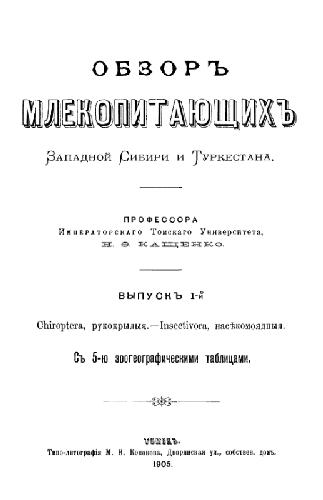 ОБЗОРЪ
МЛЕКОПИТАЮЩИХЪ
ЗАПАДНОЙ СИБИРИ И ТУРКЕСТАНА.
ПРОФЕССОРА
ИМПЕРАТОРСКАГО Томскаго Университета,
Н. Ѳ. КАЩЕНКО.
ВЫПУСКЪ I-й
Chiroptera, рукокрылыя.—Insectivora, насѣкомоядныя.
Съ 5-ю зоогеографическими таблицами.
ТОМСКЪ.
Типо-литографія М. Н. Кононова, Дворянская ул., собствен. домъ.
1905.